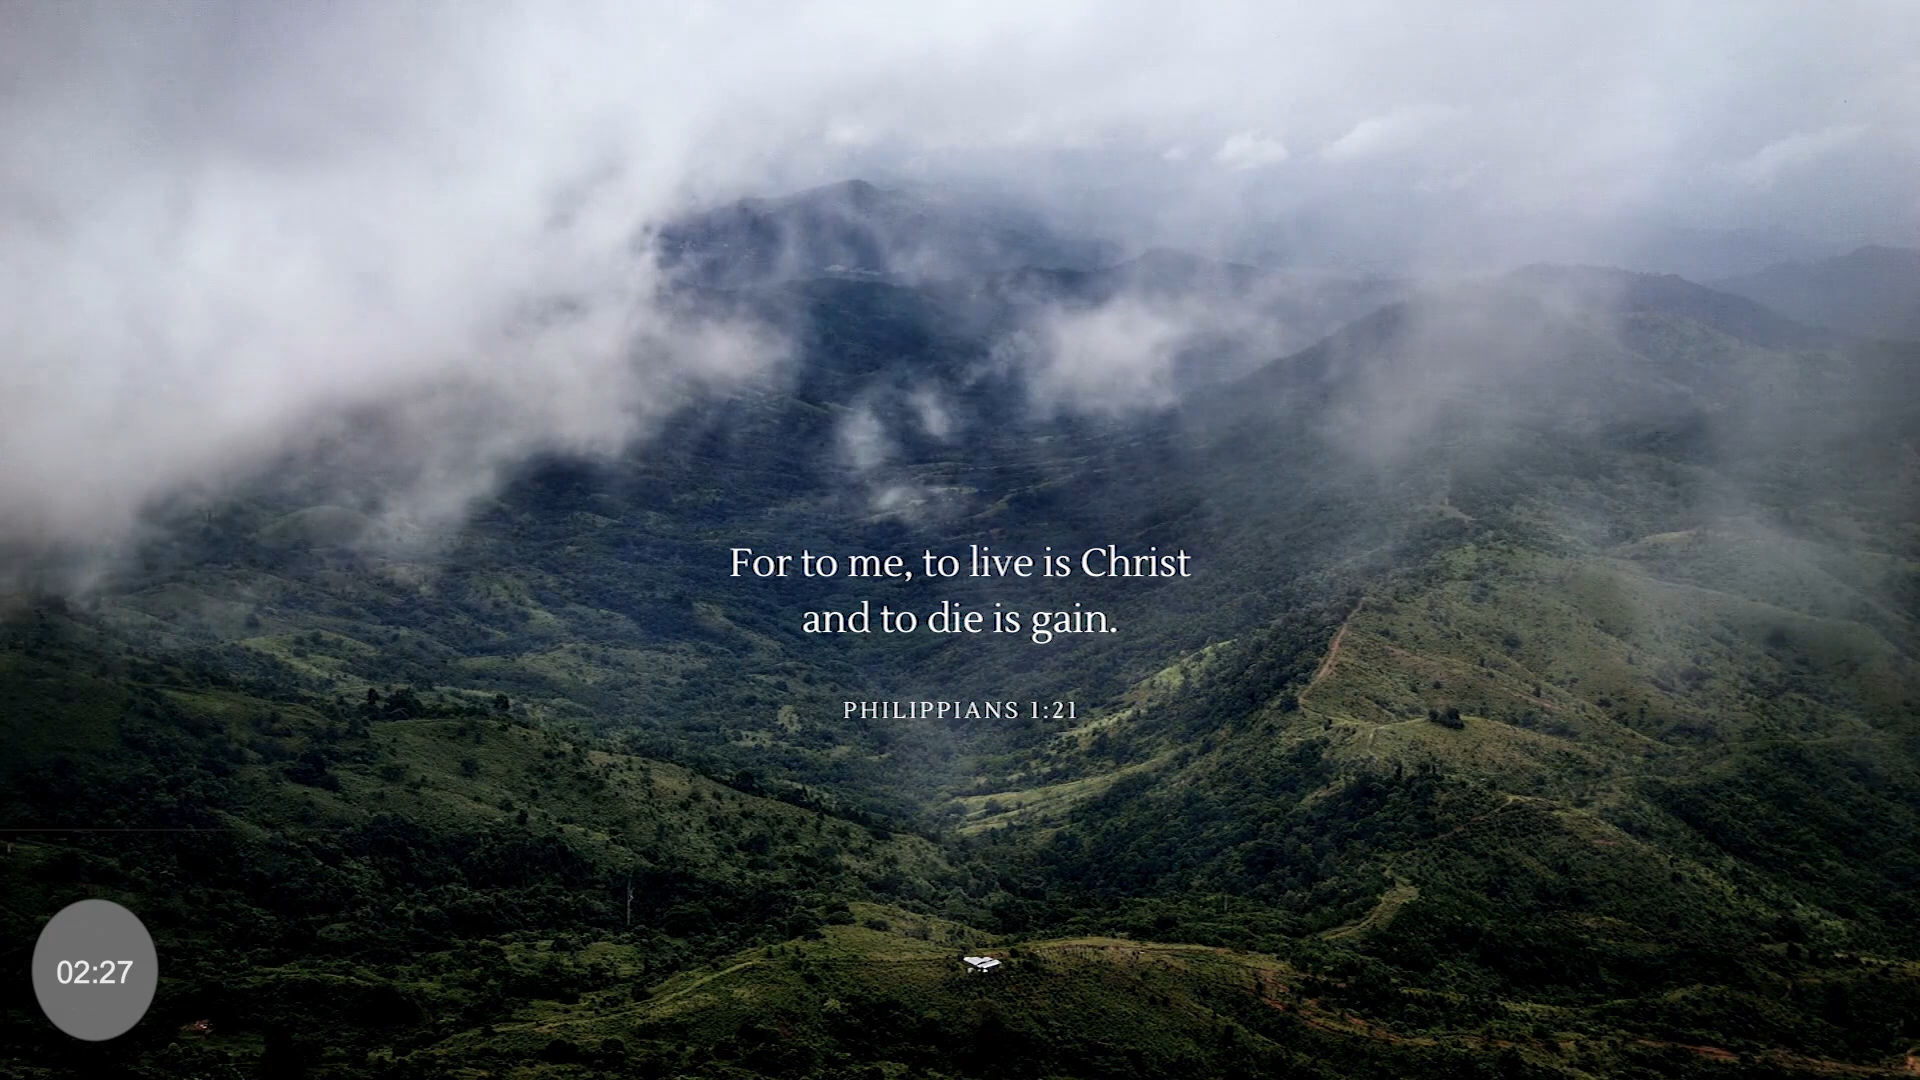 For to me, to live is Christ
and to die is gain.
PHILIPPIANS 1:21
02:27